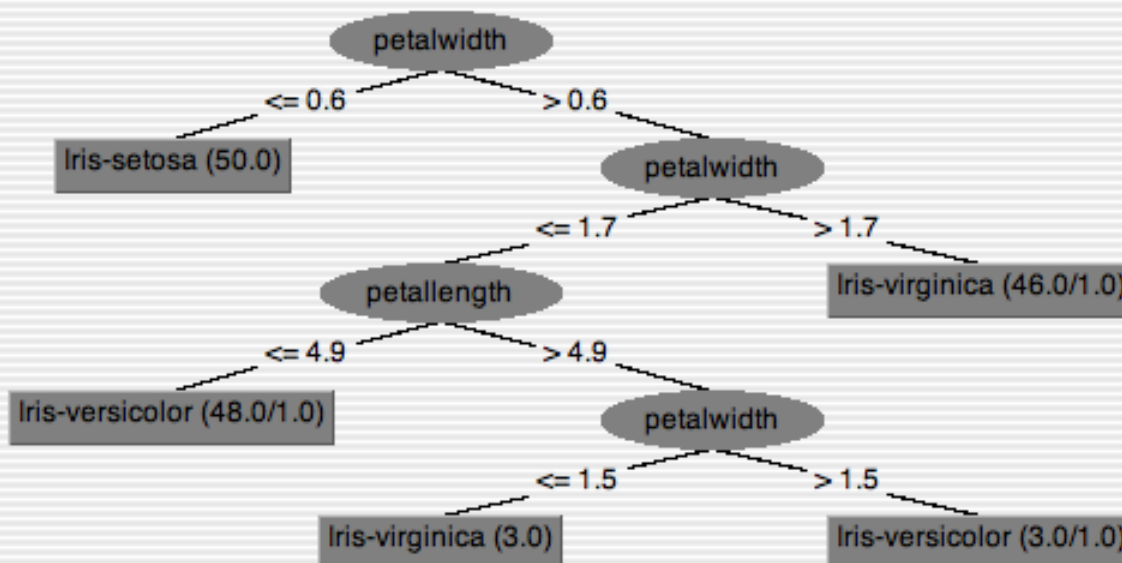 petalwidth
<= 0.6
> 0.6
Iris-setosa (50.0)
petalwidth
<= 1.7
> 1.7
petallength
Iris-virginica (46.0/1.0)
<= 4.9
> 4.9
Iris-versicolor (48.0/1.0)
petalwidth
<= 1.5
> 1.5
Iris-virginica (3.0)
Iris-versicolor (3.0/1.0)